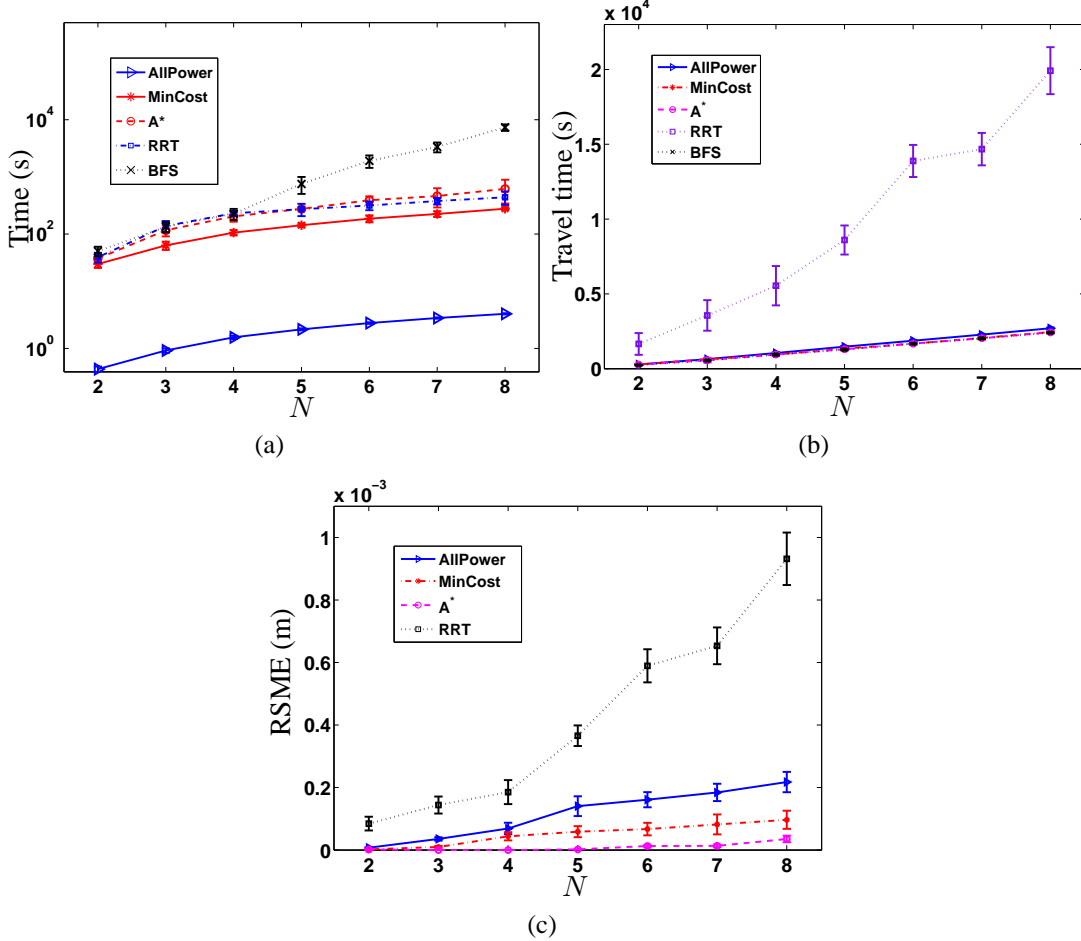 Time (s)
10^4
10^2
10^0
AllPower
MinCost
A*
RRT
BFS
2 3 4 5 6 7 8
N
(a)
x 10^4
Travel time (s)
2
1.5
1
0.5
0
AllPower
MinCost
A*
RRT
BFS
2 3 4 5 6 7 8
N
(b)
x 10^−3
RSME (m)
1
0.8
0.6
0.4
0.2
0
AllPower
MinCost
A*
RRT
2 3 4 5 6 7 8
N
(c)